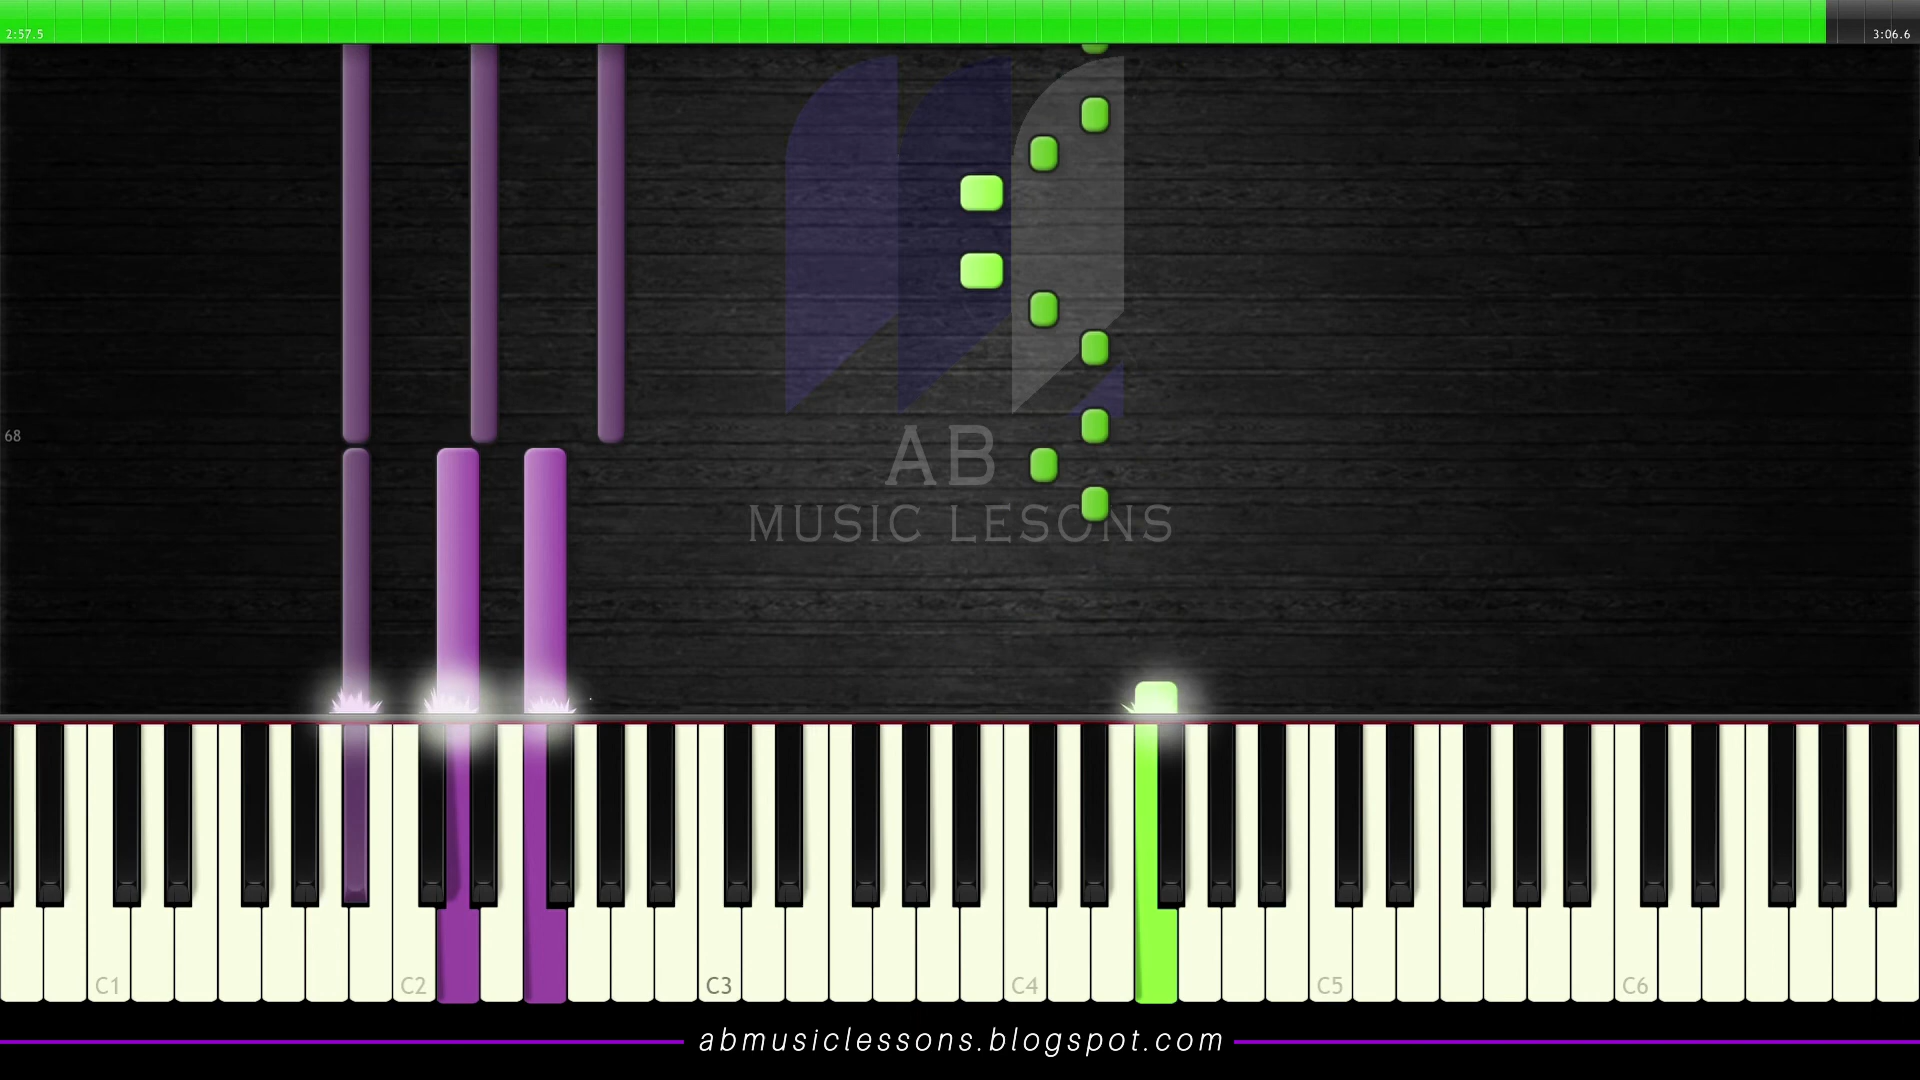 2:57.5
3:06.6
68
AB
MUSIC LESONS
C1 C2 C3 C4 C5 C6
abmusiclessons.blogspot.com